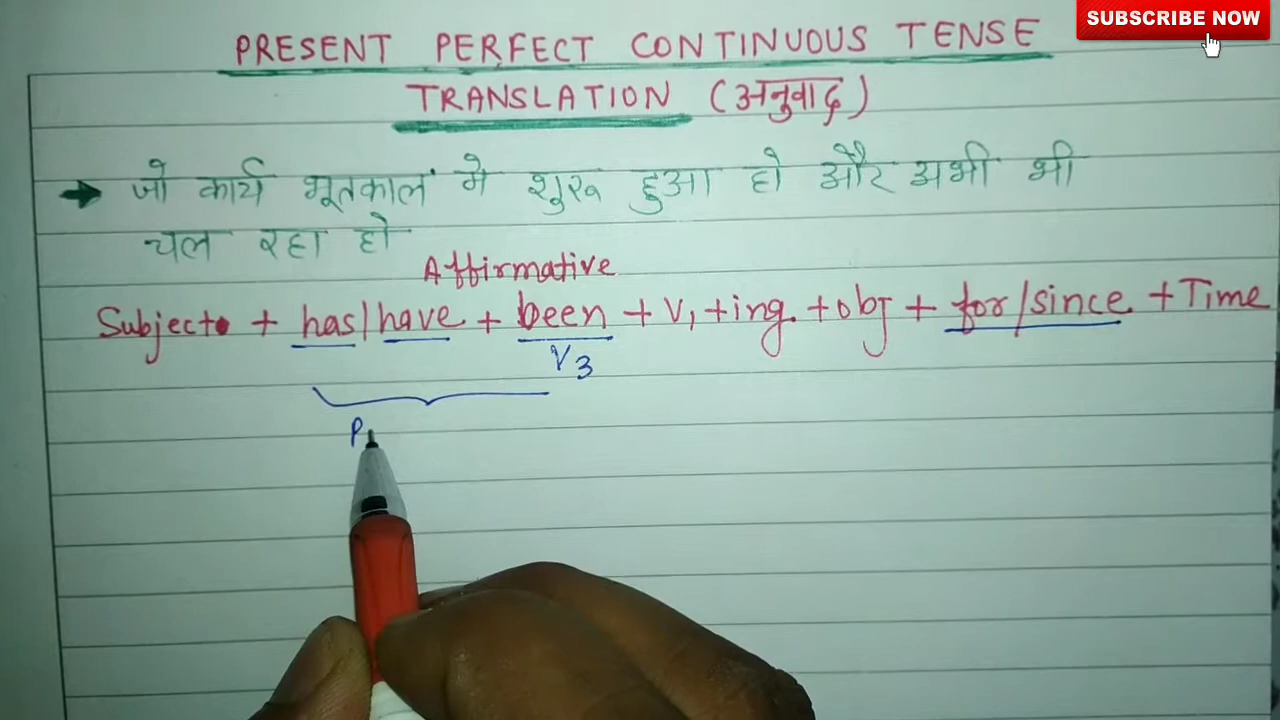 SUBSCRIBE NOW
PRESENT PERFECT CONTINUOUS TENSE
TRANSLATION (अनुवाद)
जो कार्य भूतकाल में शुरू हुआ हो और अभी भी
चल रहा हो
Affirmative
Subject + has/have + been + V1 + ing + obj + for/since + Time
V3
P